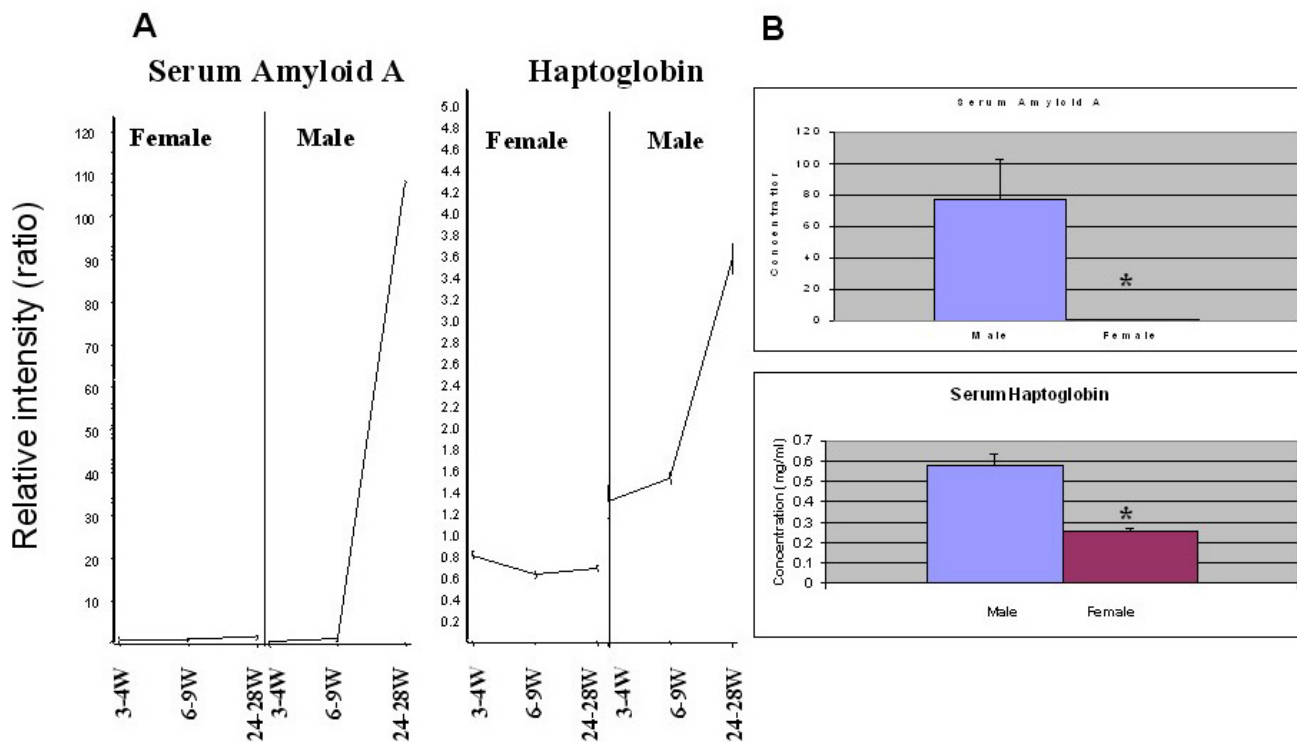 A
Serum Amyloid A
Relative intensity (ratio)
120
110
100
90
80
70
60
50
40
30
20
10
Female
Male
3-4W
6-9W
24-28W
3-4W
6-9W
24-28W
Haptoglobin
5.0
4.8
4.6
4.4
4.2
4.0
3.8
3.6
3.4
3.2
3.0
2.8
2.6
2.4
2.2
2.0
1.8
1.6
1.4
1.2
1.0
0.8
0.6
0.4
0.2
Female
Male
3-4W
6-9W
24-28W
3-4W
6-9W
24-28W
B
Serum Amyloid A
Concentration
120
100
80
60
40
20
0
*
Male
Female
Serum Haptoglobin
Concentration (mg/ml)
0.7
0.6
0.5
0.4
0.3
0.2
0.1
0
*
Male
Female